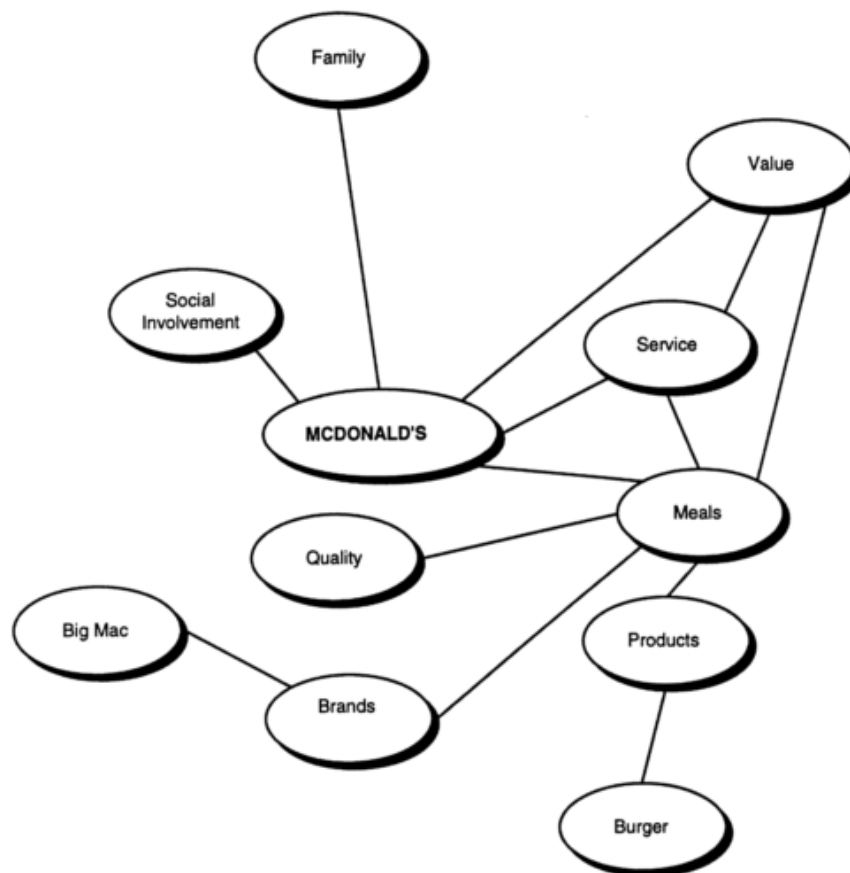 Family
Value
Social
Involvement
Service
MCDONALD'S
Meals
Quality
Big Mac
Products
Brands
Burger